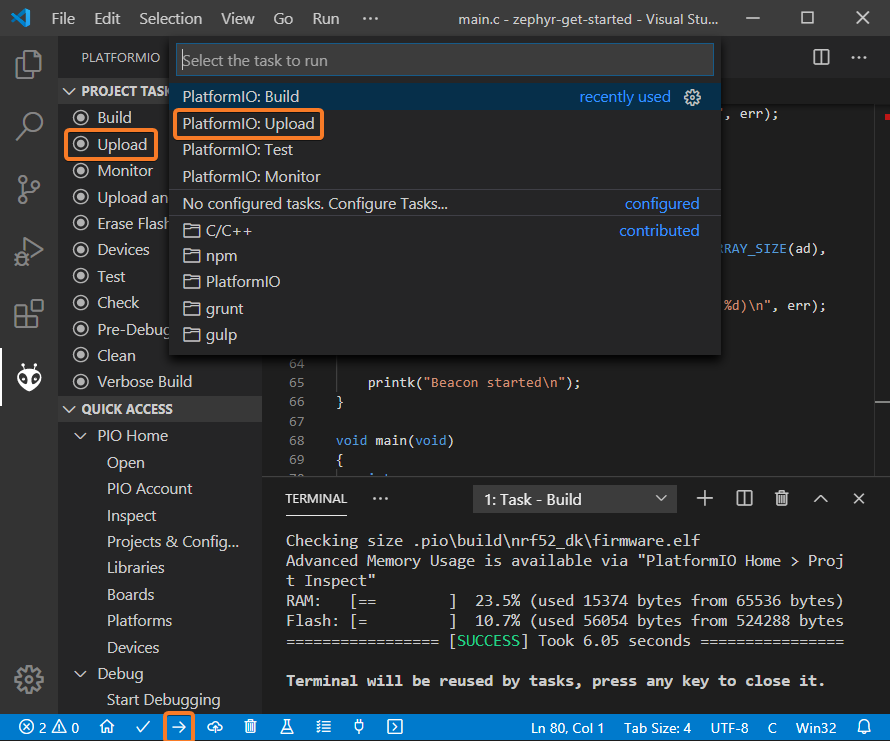 File Edit Selection View Go Run ··· main.c - zephyr-get-started - Visual Stu...
PLATFORMIO
Select the task to run
PROJECT TASK
PlatformIO: Build recently used
Build
, err);
PlatformIO: Upload
Upload
PlatformIO: Test
Monitor
PlatformIO: Monitor
Upload an
No configured tasks. Configure Tasks... configured
Erase Flash
C/C++ contributed
Devices
RRAY_SIZE(ad),
npm
Test
PlatformIO
Check
grunt
%d)\n", err);
Pre-Debug
gulp
Clean
64
Verbose Build
65 printk("Beacon started\n");
66 }
QUICK ACCESS
67
PIO Home
68 void main(void)
Open
69 {
PIO Account
TERMINAL ··· 1: Task - Build
Inspect
Projects & Config...
Checking size .pio\build\nrf52_dk\firmware.elf
Libraries
Advanced Memory Usage is available via "PlatformIO Home > Proj
t Inspect"
Boards
RAM: [== ] 23.5% (used 15374 bytes from 65536 bytes)
Platforms
Flash: [= ] 10.7% (used 56054 bytes from 524288 bytes
Devices
================= [SUCCESS] Took 6.05 seconds ================
Debug
Terminal will be reused by tasks, press any key to close it.
Start Debugging
2 0 Ln 80, Col 1 Tab Size: 4 UTF-8 C Win32